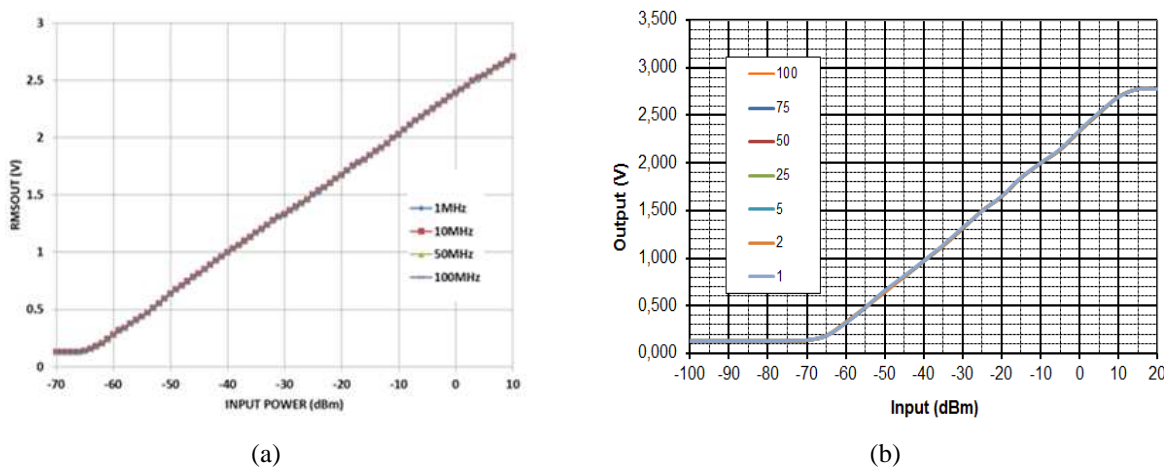 3
2.5
2
1.5
1
0.5
0
RMSOUT (V)
1MHz
10MHz
50MHz
100MHz
-70 -60 -50 -40 -30 -20 -10 0 10
INPUT POWER (dBm)
(a)
3,500
3,000
2,500
2,000
1,500
1,000
0,500
0,000
Output (V)
100
75
50
25
5
2
1
-100 -90 -80 -70 -60 -50 -40 -30 -20 -10 0 10 20
Input (dBm)
(b)